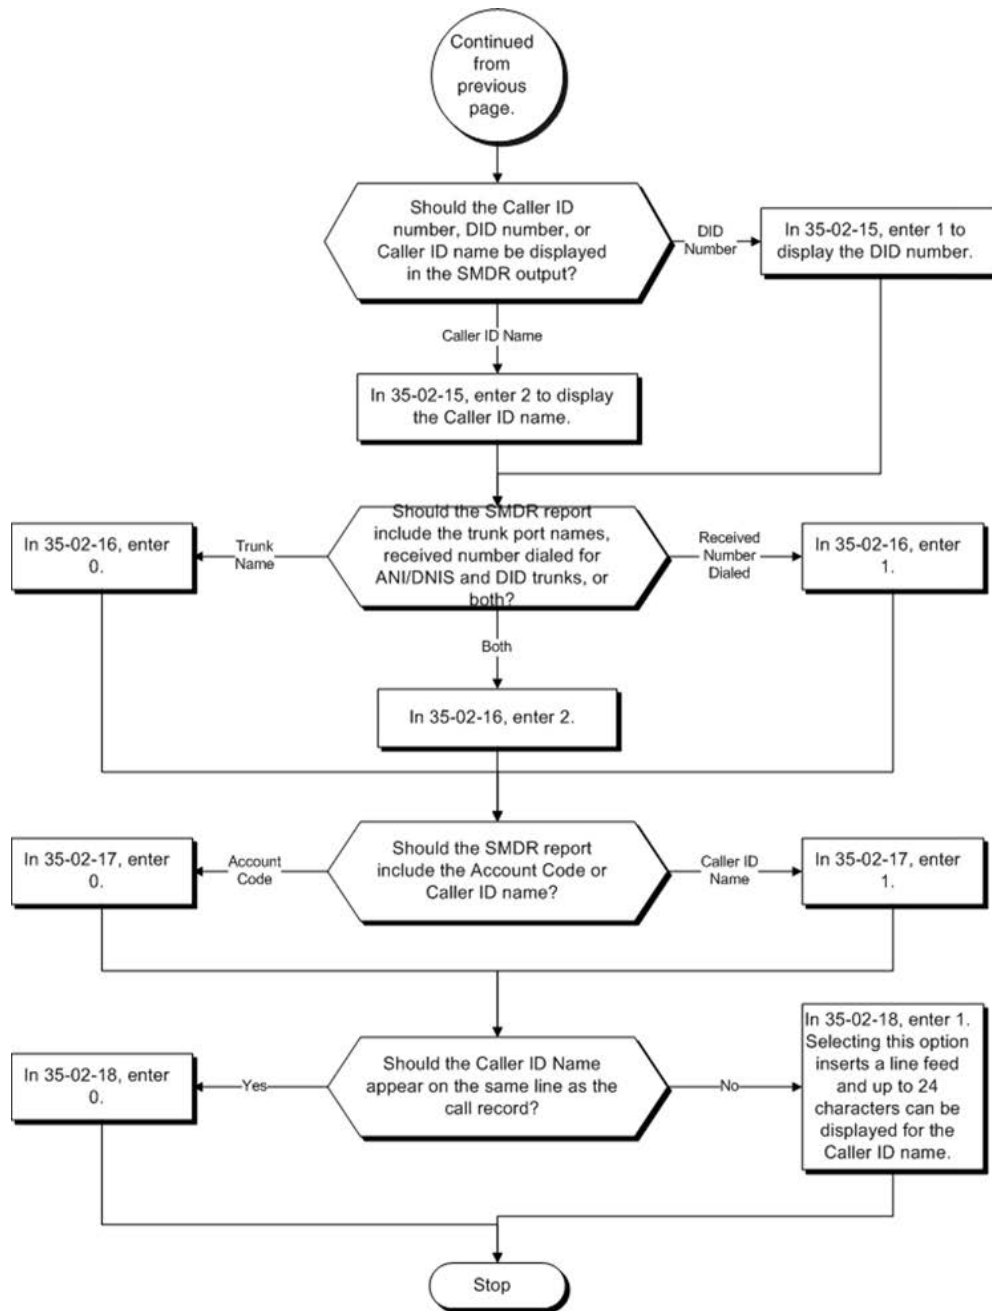 Continued
from
previous
page.
Should the Caller ID
number, DID number, or
Caller ID name be displayed
in the SMDR output?
DID
Number
In 35-02-15, enter 1 to
display the DID number.
Caller ID Name
In 35-02-15, enter 2 to display
the Caller ID name.
Should the SMDR report
include the trunk port names,
received number dialed for
ANI/DNIS and DID trunks, or
both?
Trunk
Name
In 35-02-16, enter
0.
Received
Number
Dialed
In 35-02-16, enter
1.
Both
In 35-02-16, enter 2.
Should the SMDR report
include the Account Code or
Caller ID name?
Account
Code
In 35-02-17, enter
0.
Caller ID
Name
In 35-02-17, enter
1.
Should the Caller ID Name
appear on the same line as the
call record?
Yes
In 35-02-18, enter
0.
No
In 35-02-18, enter 1.
Selecting this option
inserts a line feed
and up to 24
characters can be
displayed for the
Caller ID name.
Stop